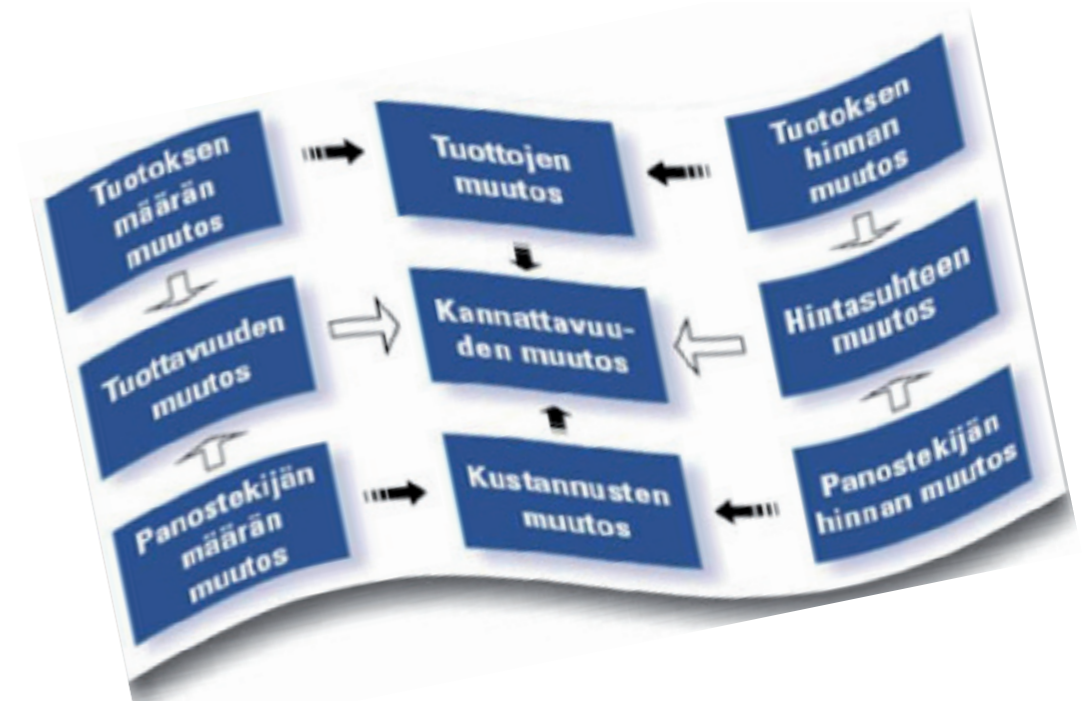 Tuotoksen
määrän
muutos
Tuottojen
muutos
Tuotoksen
hinnan
muutos
Tuottavuuden
muutos
Kannattavuu-
den muutos
Hintasuhteen
muutos
Panostekijän
määrän
muutos
Kustannusten
muutos
Panostekijän
hinnan muutos